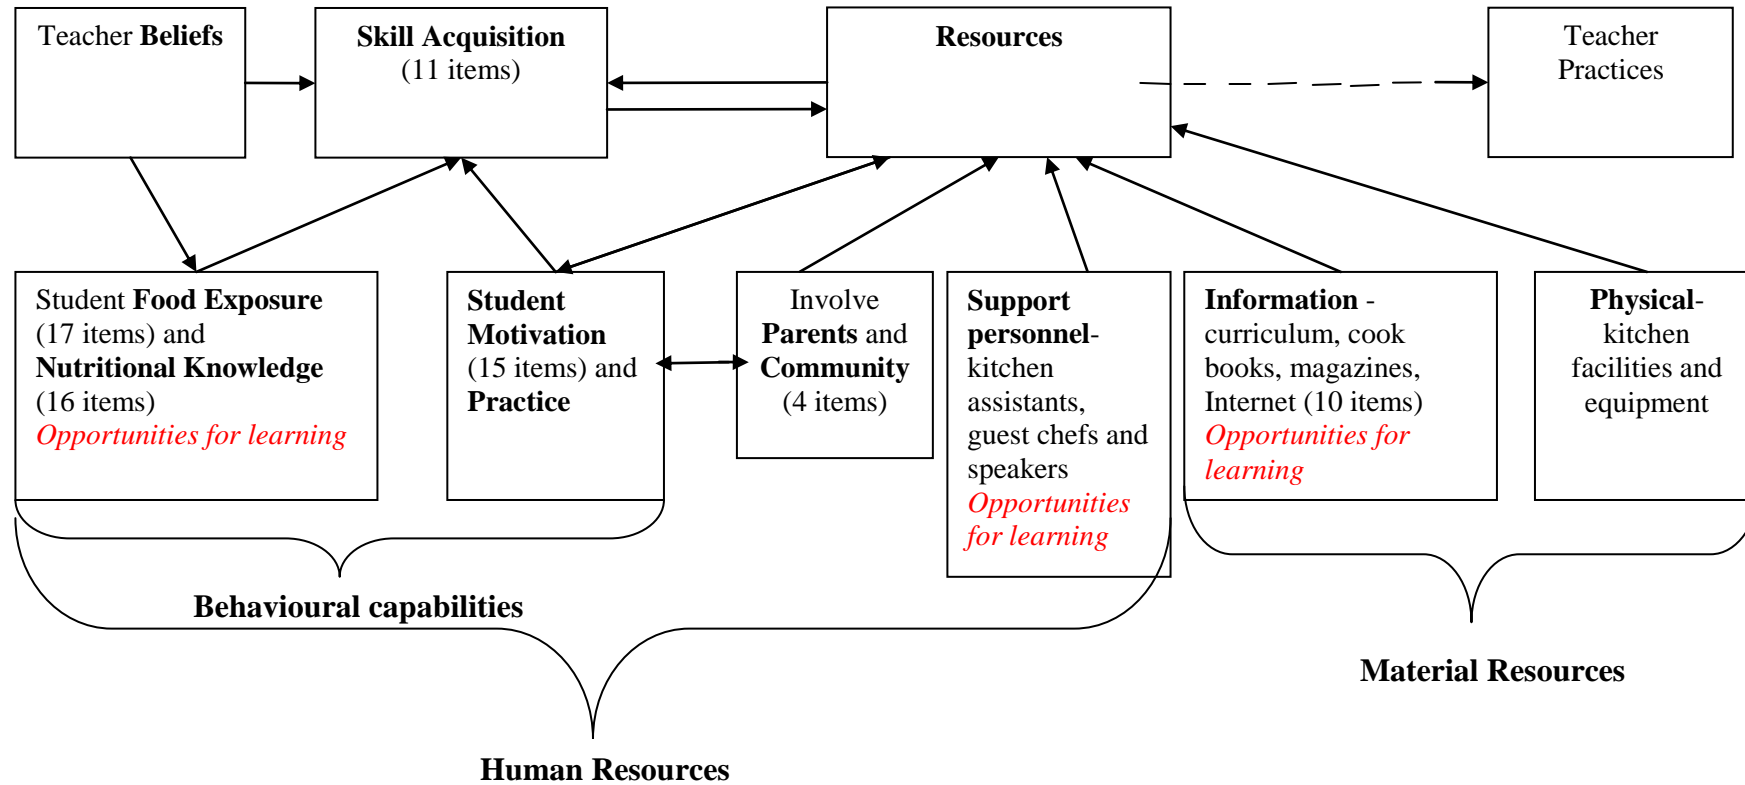 Teacher Beliefs
Skill Acquisition
(11 items)
Resources
Teacher
Practices
Student Food Exposure
(17 items) and
Nutritional Knowledge
(16 items)
Opportunities for learning
Student
Motivation
(15 items) and
Practice
Involve
Parents and
Community
(4 items)
Support
personnel-
kitchen
assistants,
guest chefs and
speakers
Opportunities
for learning
Information -
curriculum, cook
books, magazines,
Internet (10 items)
Opportunities for
learning
Physical-
kitchen
facilities and
equipment
Behavioural capabilities
Material Resources
Human Resources